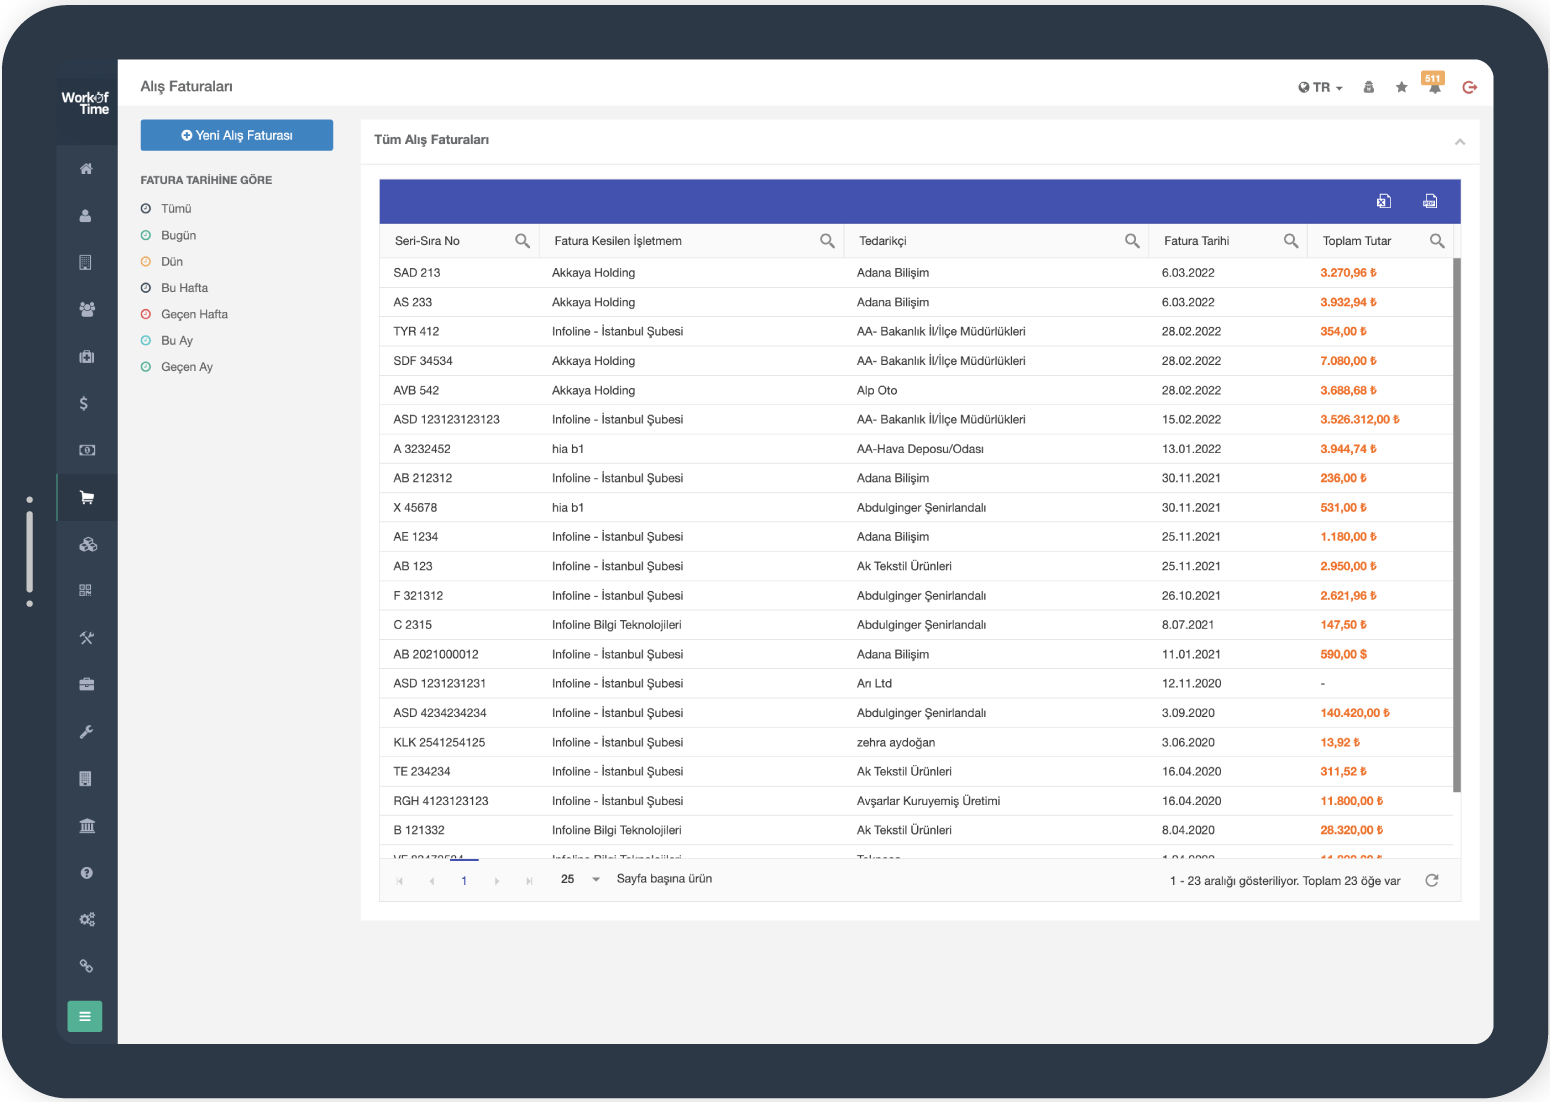 WorkOf
Time
Alış Faturaları
TR
511
Yeni Alış Faturası
FATURA TARİHİNE GÖRE
Tümü
Bugün
Dün
Bu Hafta
Geçen Hafta
Bu Ay
Geçen Ay
Tüm Alış Faturaları
Seri-Sıra No Fatura Kesilen İşletmem Tedarikçi Fatura Tarihi Toplam Tutar
SAD 213 Akkaya Holding Adana Bilişim 6.03.2022 3.270,96 ₺
AS 233 Akkaya Holding Adana Bilişim 6.03.2022 3.932,94 ₺
TYR 412 Infoline - İstanbul Şubesi AA- Bakanlık İl/İlçe Müdürlükleri 28.02.2022 354,00 ₺
SDF 34534 Akkaya Holding AA- Bakanlık İl/İlçe Müdürlükleri 28.02.2022 7.080,00 ₺
AVB 542 Akkaya Holding Alp Oto 28.02.2022 3.688,68 ₺
ASD 123123123123 Infoline - İstanbul Şubesi AA- Bakanlık İl/İlçe Müdürlükleri 15.02.2022 3.526.312,00 ₺
A 3232452 hia b1 AA-Hava Deposu/Odası 13.01.2022 3.944,74 ₺
AB 212312 Infoline - İstanbul Şubesi Adana Bilişim 30.11.2021 236,00 ₺
X 45678 hia b1 Abdulginger Şenirlandalı 30.11.2021 531,00 ₺
AE 1234 Infoline - İstanbul Şubesi Adana Bilişim 25.11.2021 1.180,00 ₺
AB 123 Infoline - İstanbul Şubesi Ak Tekstil Ürünleri 25.11.2021 2.950,00 ₺
F 321312 Infoline - İstanbul Şubesi Abdulginger Şenirlandalı 26.10.2021 2.621,96 ₺
C 2315 Infoline Bilgi Teknolojileri Abdulginger Şenirlandalı 8.07.2021 147,50 ₺
AB 2021000012 Infoline - İstanbul Şubesi Adana Bilişim 11.01.2021 590,00 $
ASD 1231231231 Infoline - İstanbul Şubesi Arı Ltd 12.11.2020 -
ASD 4234234234 Infoline - İstanbul Şubesi Abdulginger Şenirlandalı 3.09.2020 140.420,00 ₺
KLK 2541254125 Infoline - İstanbul Şubesi zehra aydoğan 3.06.2020 13,92 ₺
TE 234234 Infoline - İstanbul Şubesi Ak Tekstil Ürünleri 16.04.2020 311,52 ₺
RGH 4123123123 Infoline - İstanbul Şubesi Avşarlar Kuruyemiş Üretimi 16.04.2020 11.800,00 ₺
B 121332 Infoline Bilgi Teknolojileri Ak Tekstil Ürünleri 8.04.2020 28.320,00 ₺
Infoline Bilgi Teknolojileri
1 25 Sayfa başına ürün 1 - 23 aralığı gösteriliyor. Toplam 23 öğe var